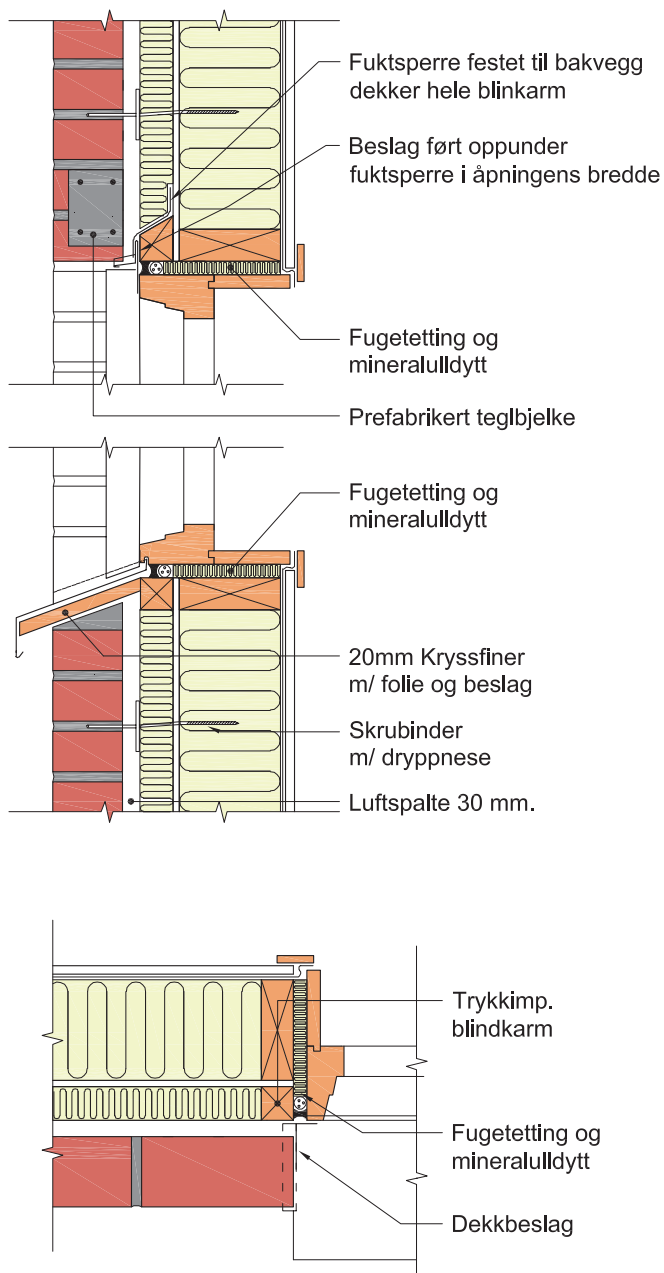 Fuktsperre festet til bakvegg
dekker hele blinkarm
Beslag ført oppunder
fuktsperre i åpningens bredde
Fugetetting og
mineralulldytt
Prefabrikert teglbjelke
Fugetetting og
mineralulldytt
20mm Kryssfiner
m/ folie og beslag
Skrubinder
m/ dryppnese
Luftspalte 30 mm.
Trykkimp.
blindkarm
Fugetetting og
mineralulldytt
Dekkbeslag